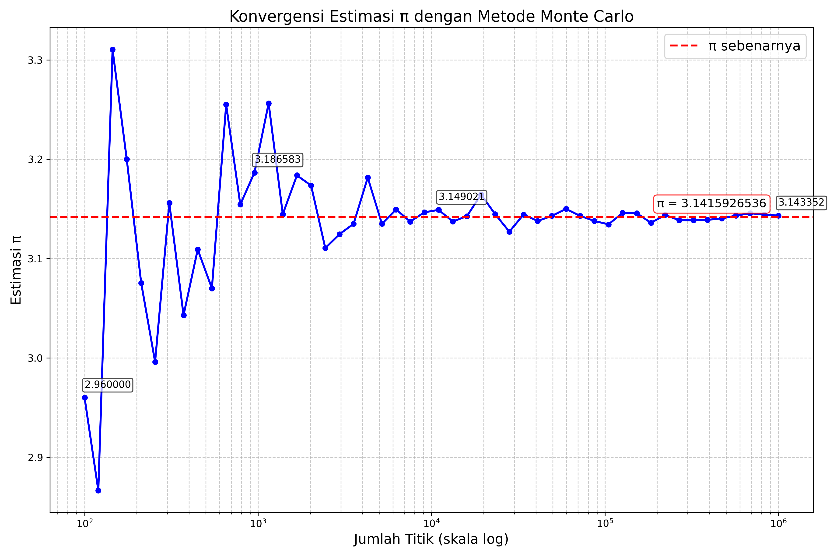 Konvergensi Estimasi π dengan Metode Monte Carlo
π sebenarnya
3.3
3.2
3.1
3.0
2.9
Estimasi π
2.960000
3.186583
3.149021
π = 3.1415926536
3.143352
10²
10³
10⁴
10⁵
10⁶
Jumlah Titik (skala log)